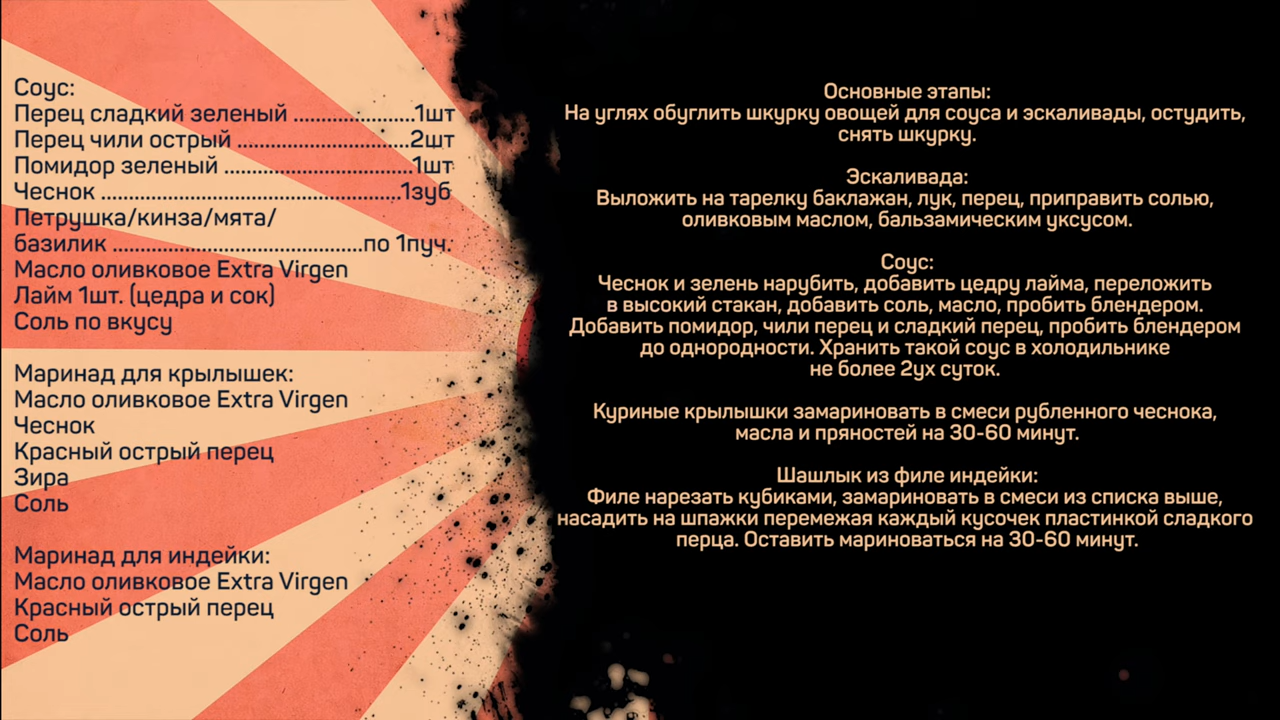 Соус:
Перец сладкий зеленый ......................1шт
Перец чили острый ...............................2шт
Помидор зеленый ..................................1шт
Чеснок ......................................................1зуб
Петрушка/кинза/мята/
базилик .............................................по 1пуч.
Масло оливковое Extra Virgen
Лайм 1шт. (цедра и сок)
Соль по вкусу
Маринад для крылышек:
Масло оливковое Extra Virgen
Чеснок
Красный острый перец
Зира
Соль
Маринад для индейки:
Масло оливковое Extra Virgen
Красный острый перец
Соль
Основные этапы:
На углях обуглить шкурку овощей для соуса и эскаливады, остудить,
снять шкурку.
Эскаливада:
Выложить на тарелку баклажан, лук, перец, приправить солью,
оливковым маслом, бальзамическим уксусом.
Соус:
Чеснок и зелень нарубить, добавить цедру лайма, переложить
в высокий стакан, добавить соль, масло, пробить блендером.
Добавить помидор, чили перец и сладкий перец, пробить блендером
до однородности. Хранить такой соус в холодильнике
не более 2ух суток.
Куриные крылышки замариновать в смеси рубленного чеснока,
масла и пряностей на 30-60 минут.
Шашлык из филе индейки:
Филе нарезать кубиками, замариновать в смеси из списка выше,
насадить на шпажки перемежая каждый кусочек пластинкой сладкого
перца. Оставить мариноваться на 30-60 минут.